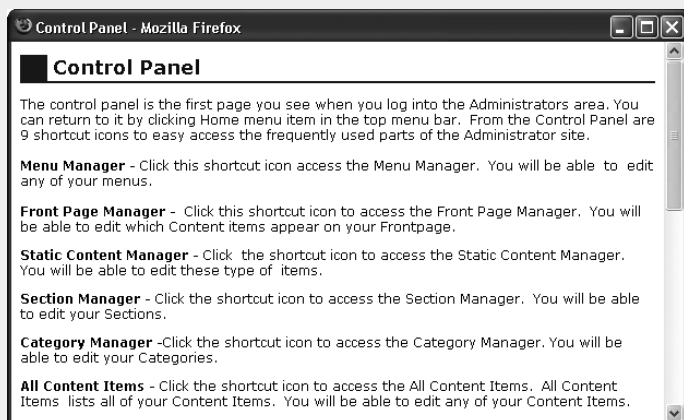 Control Panel - Mozilla Firefox
Control Panel
The control panel is the first page you see when you log into the Administrators area. You
can return to it by clicking Home menu item in the top menu bar. From the Control Panel are
9 shortcut icons to easy access the frequently used parts of the Administrator site.
Menu Manager - Click this shortcut icon access the Menu Manager. You will be able to edit
any of your menus.
Front Page Manager - Click this shortcut icon to access the Front Page Manager. You will
be able to edit which Content items appear on your Frontpage.
Static Content Manager - Click the shortcut icon to access the Static Content Manager.
You will be able to edit these type of items.
Section Manager - Click the shortcut icon to access the Section Manager. You will be able
to edit your Sections.
Category Manager -Click the shortcut icon to access the Category Manager. You will be
able to edit your Categories.
All Content Items - Click the shortcut icon to access the All Content Items. All Content
Items lists all of your Content Items. You will be able to edit any of your Content Items.